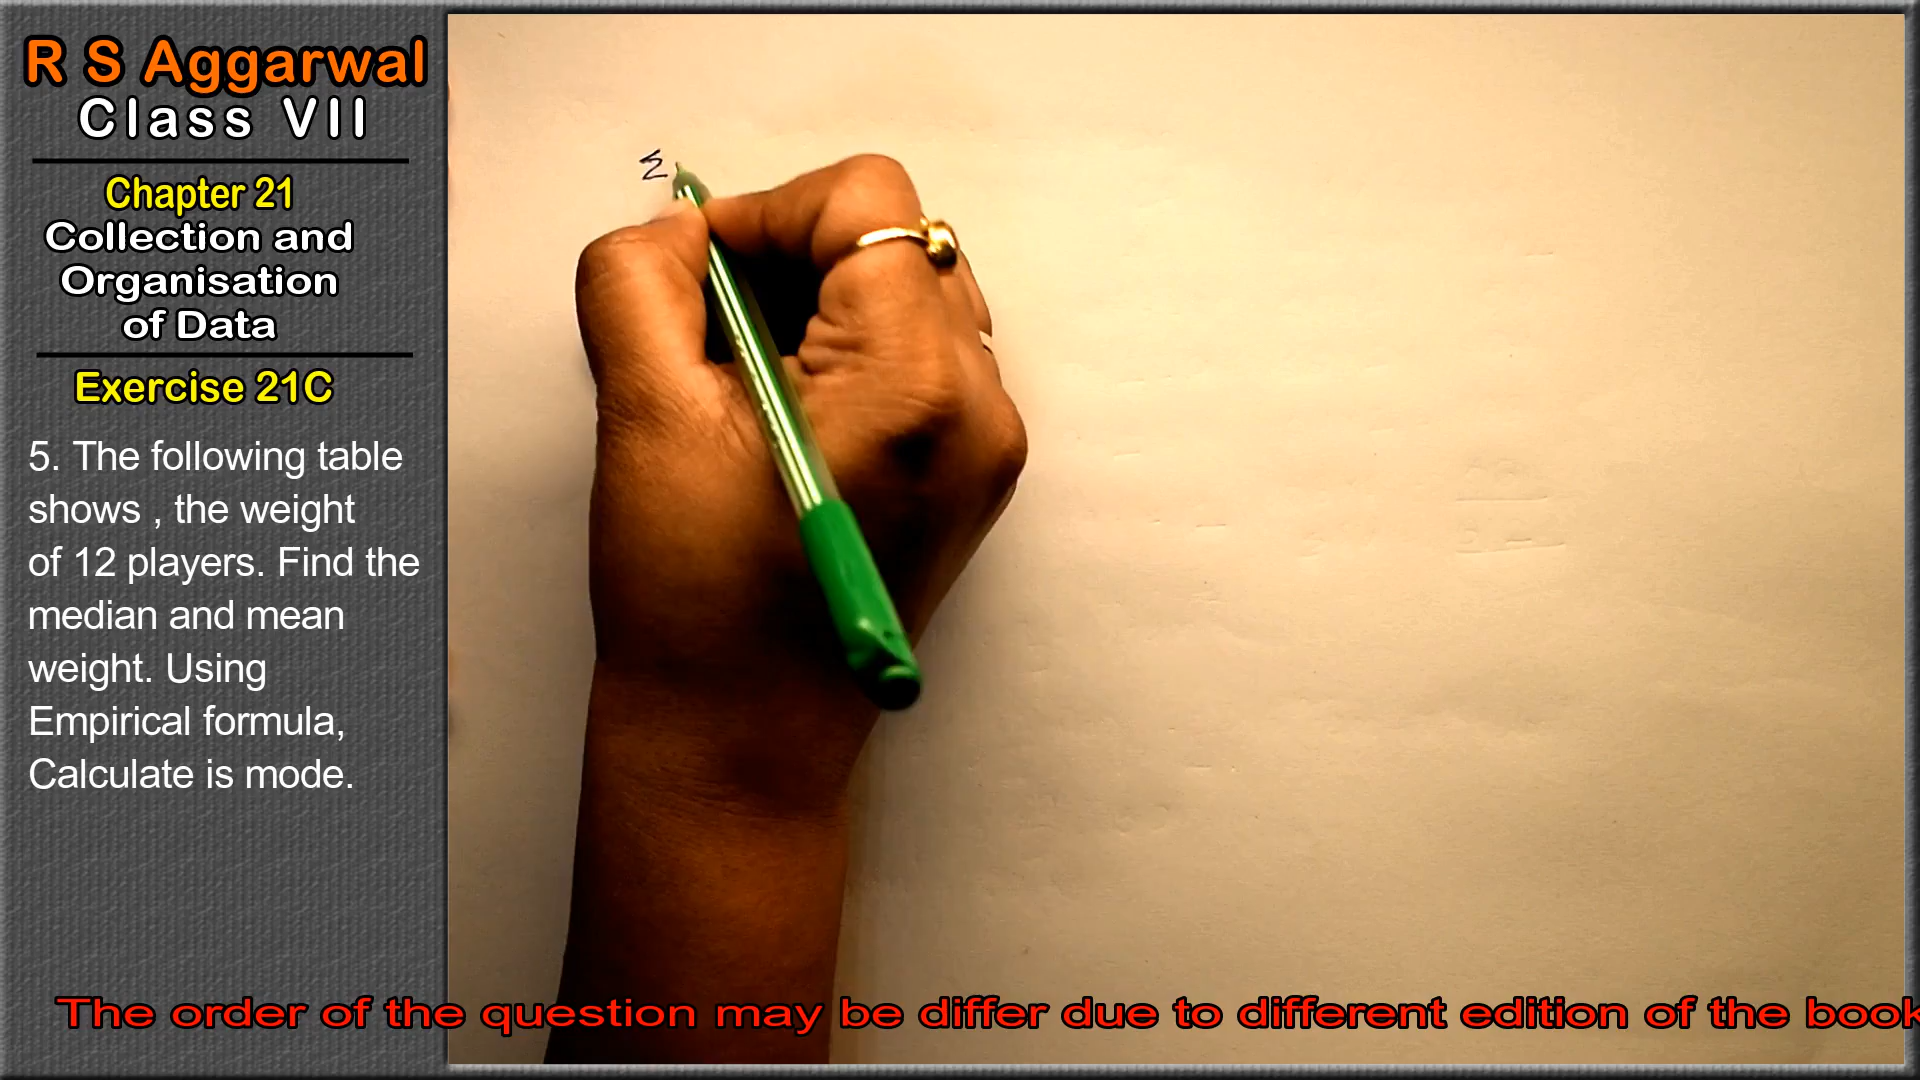 R S Aggarwal
Class VII
Chapter 21
Collection and
Organisation
of Data
Exercise 21C
5. The following table
shows , the weight
of 12 players. Find the
median and mean
weight. Using
Empirical formula,
Calculate is mode.
The order of the question may be differ due to different edition of the book